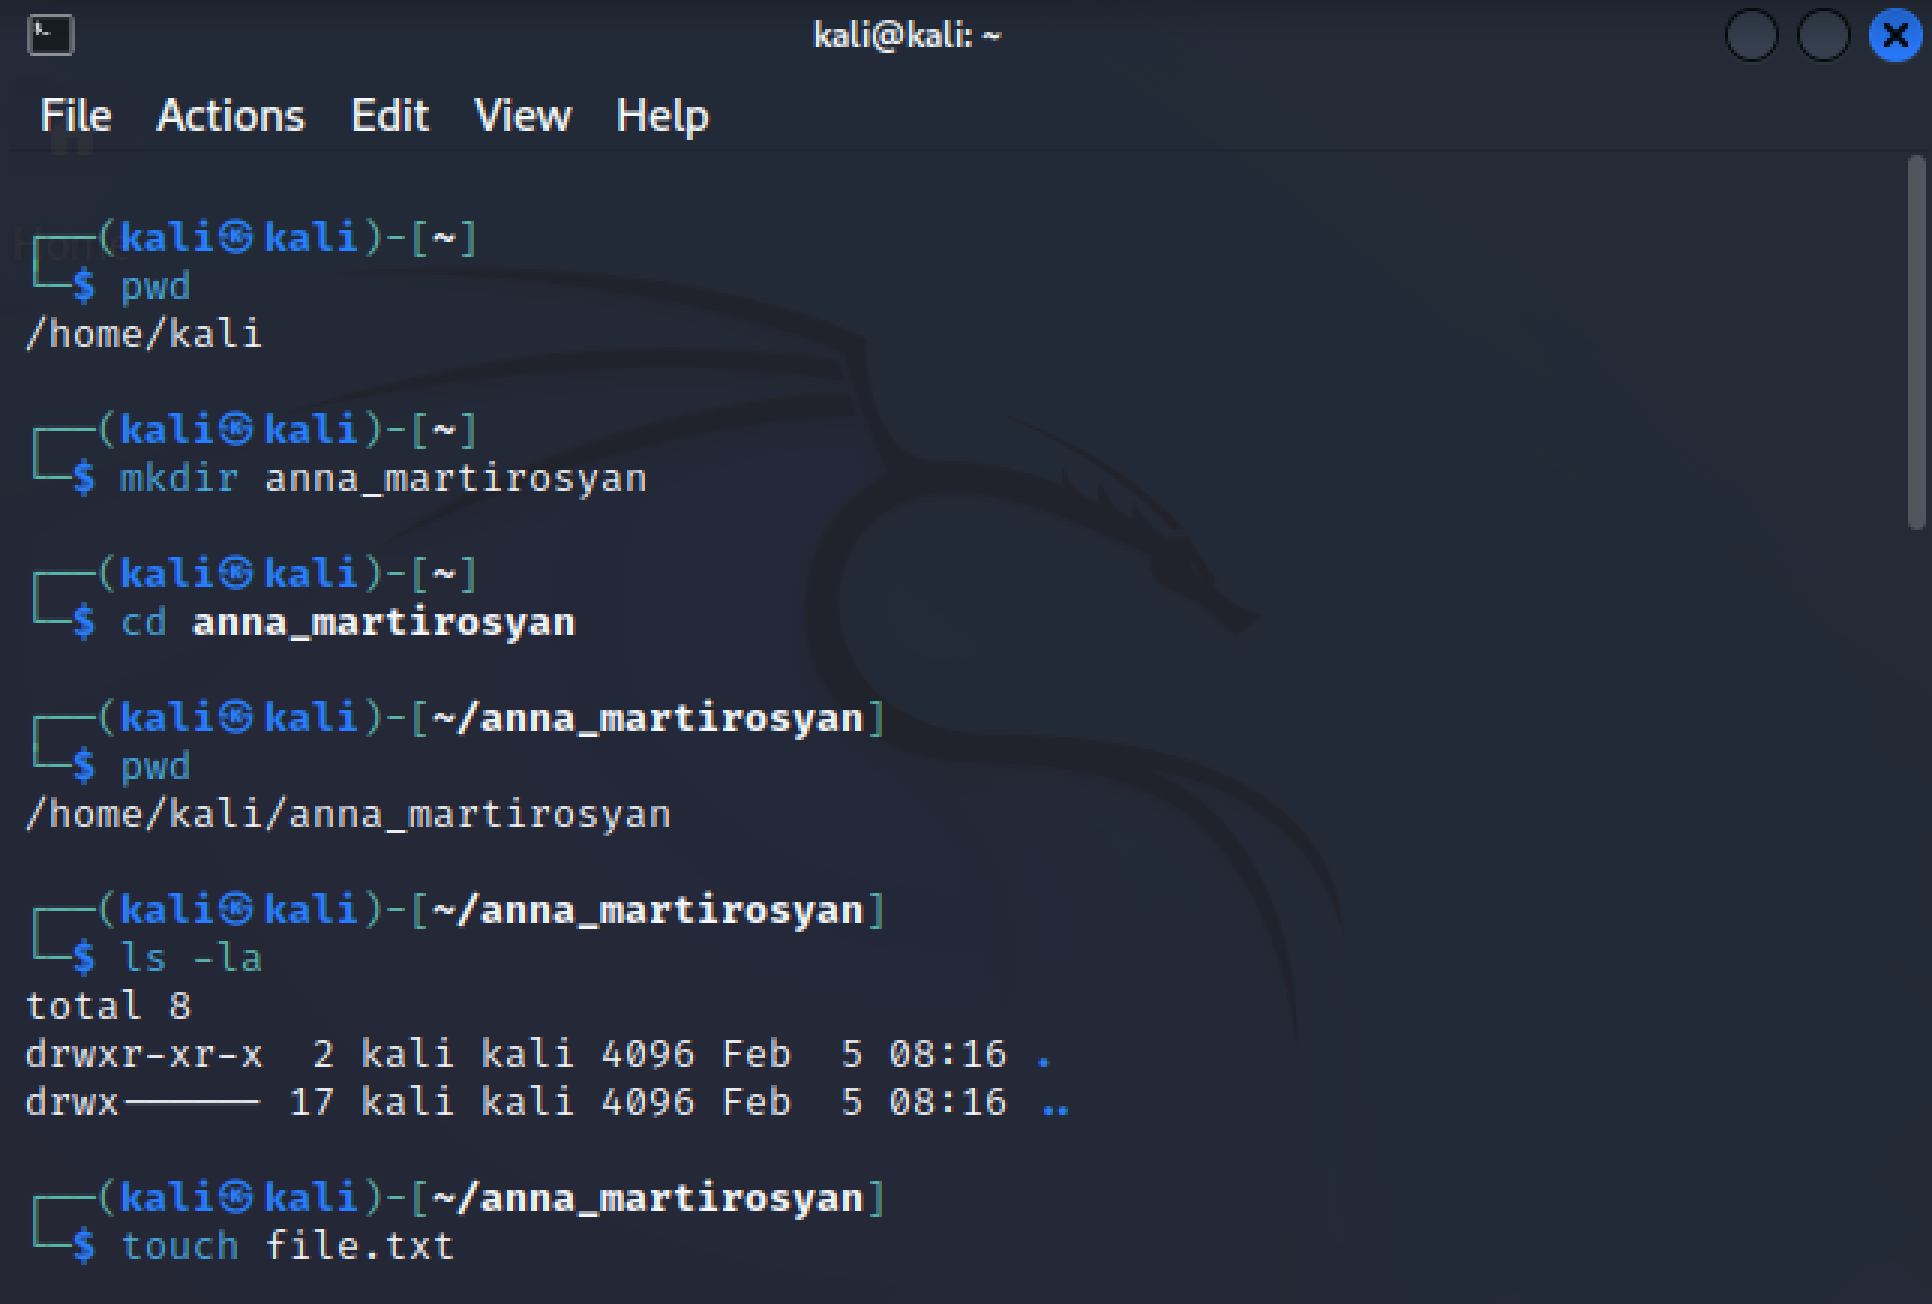 kali@kali: ~
File Actions Edit View Help
┌──(kali㉿kali)-[~]
└─$ pwd
/home/kali
┌──(kali㉿kali)-[~]
└─$ mkdir anna_martirosyan
┌──(kali㉿kali)-[~]
└─$ cd anna_martirosyan
┌──(kali㉿kali)-[~/anna_martirosyan]
└─$ pwd
/home/kali/anna_martirosyan
┌──(kali㉿kali)-[~/anna_martirosyan]
└─$ ls -la
total 8
drwxr-xr-x  2 kali kali 4096 Feb  5 08:16 .
drwx------ 17 kali kali 4096 Feb  5 08:16 ..
┌──(kali㉿kali)-[~/anna_martirosyan]
└─$ touch file.txt